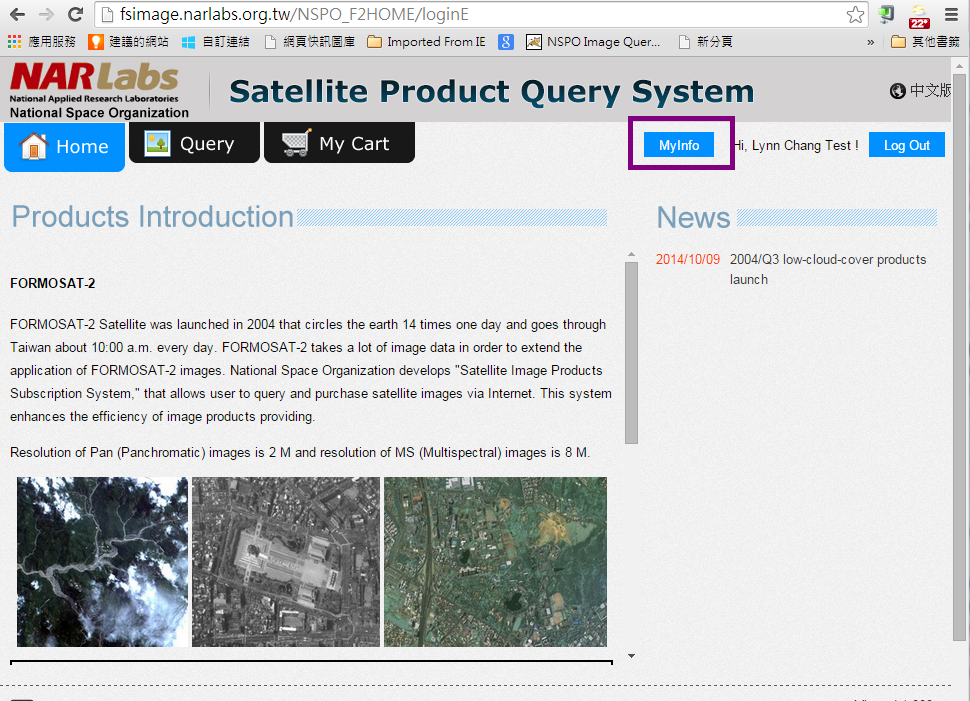 fsimage.narlabs.org.tw/NSPO_F2HOME/loginE
22°
應用服務 建議的網站 自訂連結 網頁快訊圖庫 Imported From IE 8 NSPO Image Quer... 新分頁 » 其他書籤
NARLabs
National Applied Research Laboratories
National Space Organization
Satellite Product Query System
中文版
Home Query My Cart MyInfo Hi, Lynn Chang Test ! Log Out
Products Introduction
News
2014/10/09 2004/Q3 low-cloud-cover products
launch
FORMOSAT-2
FORMOSAT-2 Satellite was launched in 2004 that circles the earth 14 times one day and goes through
Taiwan about 10:00 a.m. every day. FORMOSAT-2 takes a lot of image data in order to extend the
application of FORMOSAT-2 images. National Space Organization develops "Satellite Image Products
Subscription System," that allows user to query and purchase satellite images via Internet. This system
enhances the efficiency of image products providing.
Resolution of Pan (Panchromatic) images is 2 M and resolution of MS (Multispectral) images is 8 M.